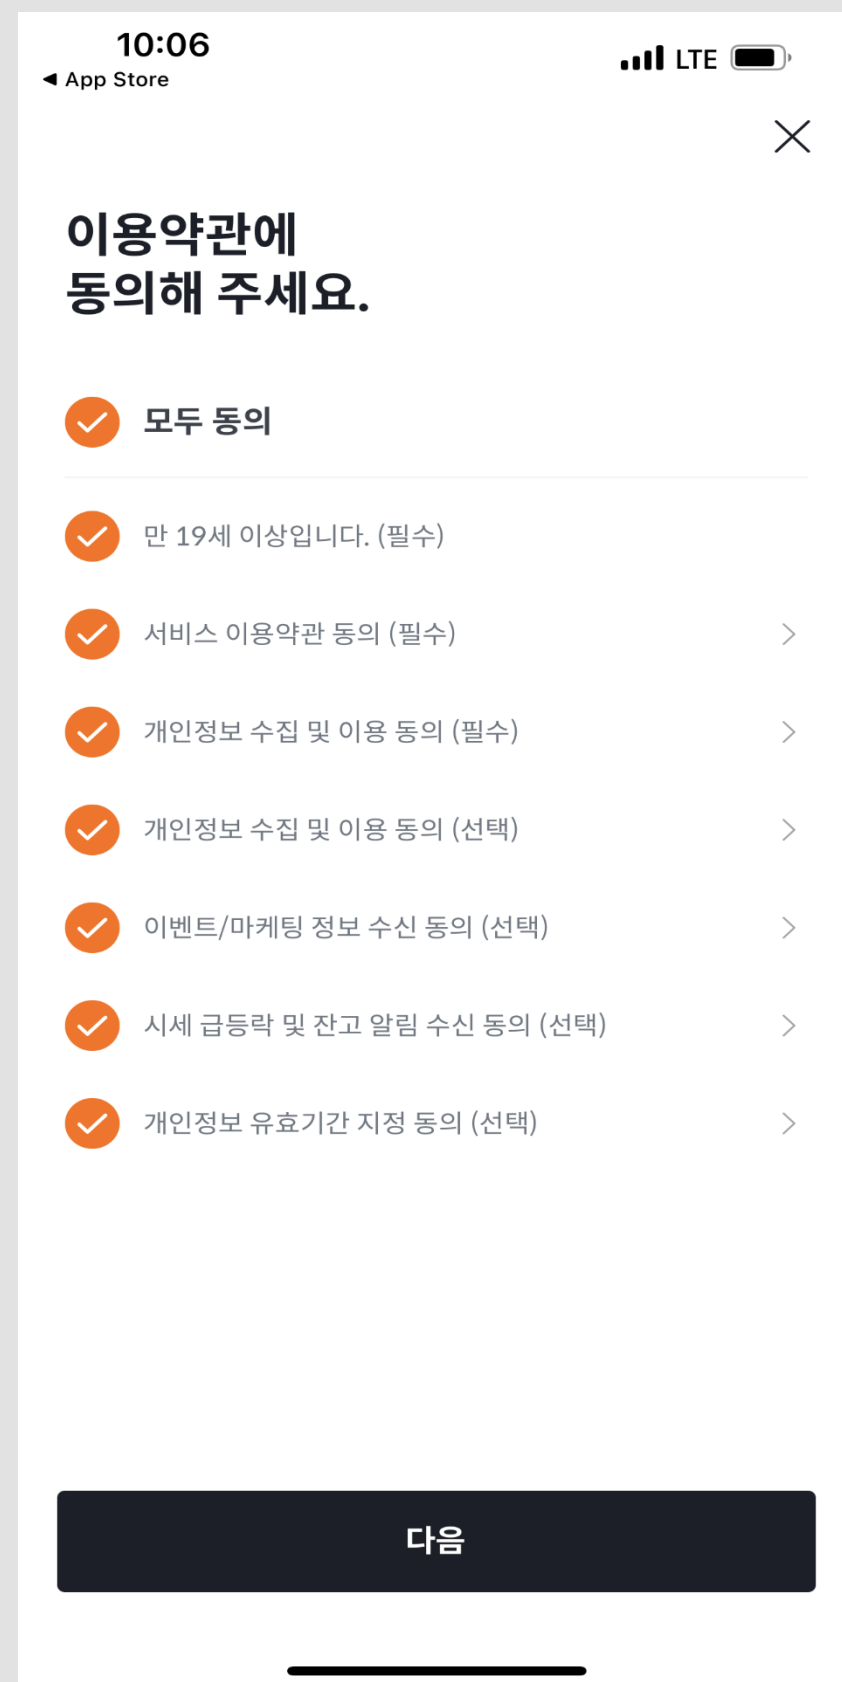 10:06
LTE
◀ App Store
이용약관에
동의해 주세요.
모두 동의
만 19세 이상입니다. (필수)
서비스 이용약관 동의 (필수)
개인정보 수집 및 이용 동의 (필수)
개인정보 수집 및 이용 동의 (선택)
이벤트/마케팅 정보 수신 동의 (선택)
시세 급등락 및 잔고 알림 수신 동의 (선택)
개인정보 유효기간 지정 동의 (선택)
다음